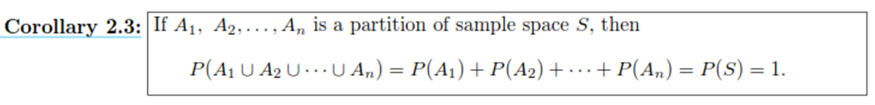 Corollary 2.3: If A₁, A₂, . . . , Aₙ is a partition of sample space S, then
P(A₁ ∪ A₂ ∪ · · · ∪ Aₙ) = P(A₁) + P(A₂) + · · · + P(Aₙ) = P(S) = 1.